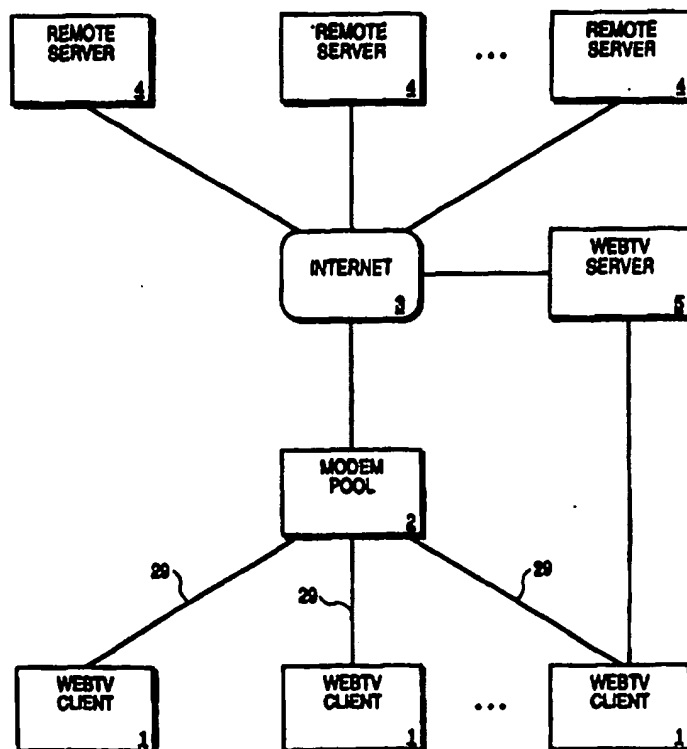 REMOTE
SERVER
4
REMOTE
SERVER
4
...
REMOTE
SERVER
4
INTERNET
3
WEBTV
SERVER
5
MODEM
POOL
2
29
29
29
WEBTV
CLIENT
1
WEBTV
CLIENT
1
...
WEBTV
CLIENT
1